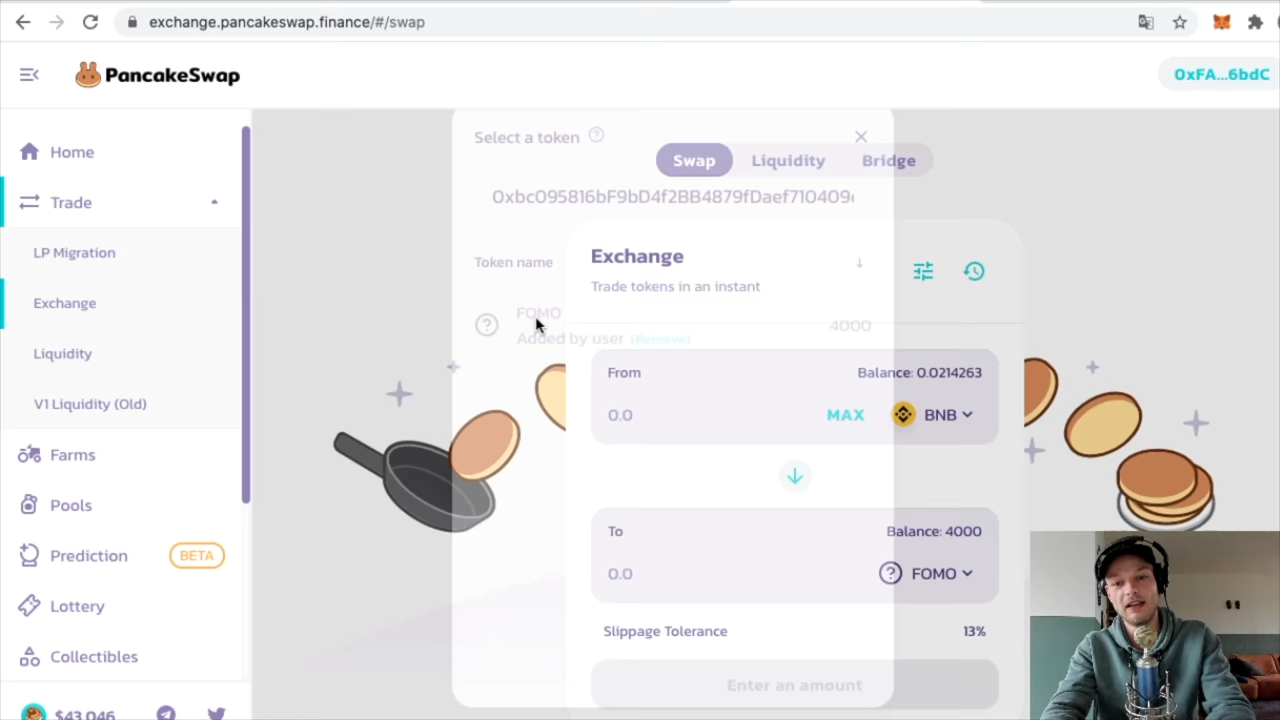 exchange.pancakeswap.finance/#/swap
PancakeSwap
0xFA...6bdC
Home
Trade
LP Migration
Exchange
Liquidity
V1 Liquidity (Old)
Farms
Pools
Prediction
BETA
Lottery
Collectibles
$43.046
Select a token
Swap
Liquidity
Bridge
0xbc095816bF9bD4f2BB4879fDaef710409
Token name
Exchange
Trade tokens in an instant
FOMO
4000
Added by user (Remove)
From
Balance: 0.0214263
0.0
MAX
BNB
To
Balance: 4000
0.0
FOMO
Slippage Tolerance
13%
Enter an amount